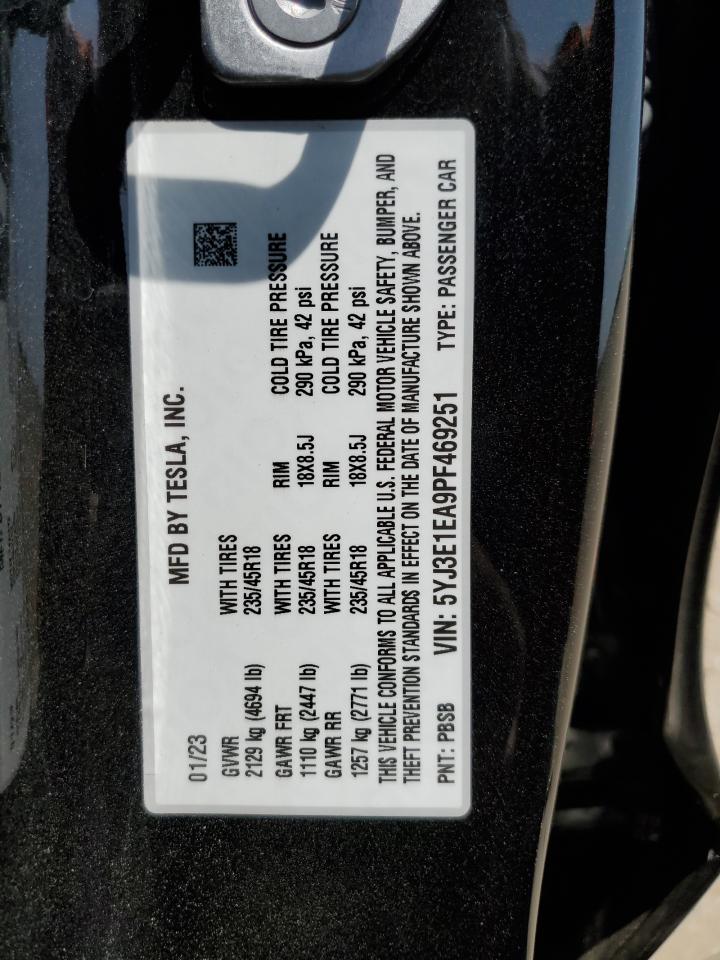 01/23 MFD BY TESLA, INC.
GVWR WITH TIRES
2129 kg (4694 lb) 235/45R18
GAWR FRT WITH TIRES RIM COLD TIRE PRESSURE
1110 kg (2447 lb) 235/45R18 18X8.5J 290 kPa, 42 psi
GAWR RR WITH TIRES RIM COLD TIRE PRESSURE
1257 kg (2771 lb) 235/45R18 18X8.5J 290 kPa, 42 psi
THIS VEHICLE CONFORMS TO ALL APPLICABLE U.S. FEDERAL MOTOR VEHICLE SAFETY, BUMPER, AND
THEFT PREVENTION STANDARDS IN EFFECT ON THE DATE OF MANUFACTURE SHOWN ABOVE.
PNT: PBSB VIN: 5YJ3E1EA9PF469251 TYPE: PASSENGER CAR